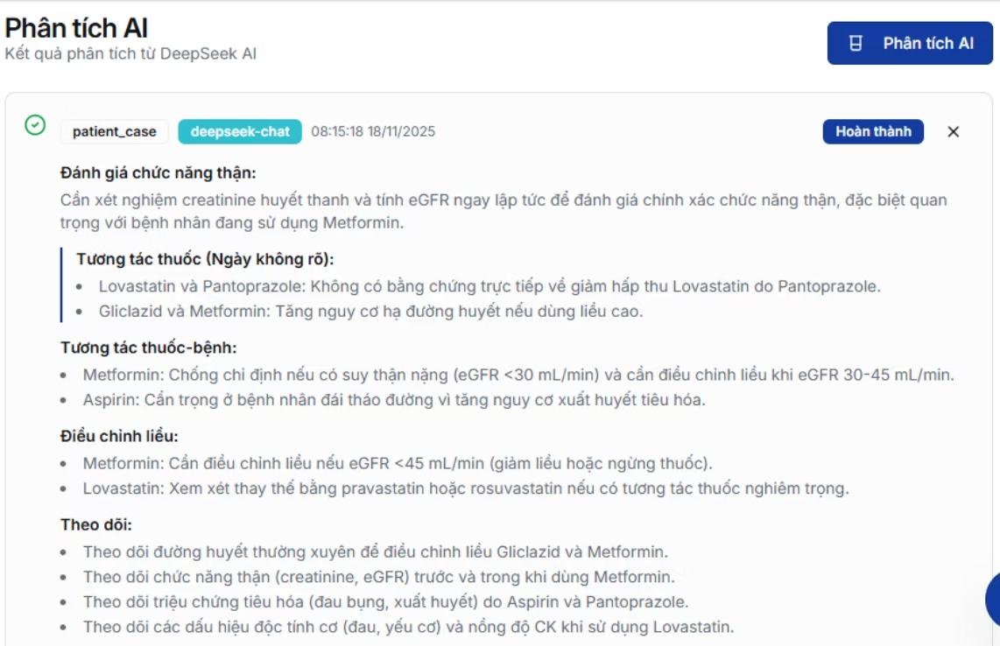 Phân tích AI
Kết quả phân tích từ DeepSeek AI
Phân tích AI
patient_case
deepseek-chat
08:15:18 18/11/2025
Hoàn thành
Đánh giá chức năng thận:
Cần xét nghiệm creatinine huyết thanh và tính eGFR ngay lập tức để đánh giá chính xác chức năng thận, đặc biệt quan
trọng với bệnh nhân đang sử dụng Metformin.
Tương tác thuốc (Ngày không rõ):
• Lovastatin và Pantoprazole: Không có bằng chứng trực tiếp về giảm hấp thu Lovastatin do Pantoprazole.
• Gliclazid và Metformin: Tăng nguy cơ hạ đường huyết nếu dùng liều cao.
Tương tác thuốc-bệnh:
• Metformin: Chống chỉ định nếu có suy thận nặng (eGFR <30 mL/min) và cần điều chỉnh liều khi eGFR 30-45 mL/min.
• Aspirin: Cẩn trọng ở bệnh nhân đái tháo đường vì tăng nguy cơ xuất huyết tiêu hóa.
Điều chỉnh liều:
• Metformin: Cần điều chỉnh liều nếu eGFR <45 mL/min (giảm liều hoặc ngừng thuốc).
• Lovastatin: Xem xét thay thế bằng pravastatin hoặc rosuvastatin nếu có tương tác thuốc nghiêm trọng.
Theo dõi:
• Theo dõi đường huyết thường xuyên để điều chỉnh liều Gliclazid và Metformin.
• Theo dõi chức năng thận (creatinine, eGFR) trước và trong khi dùng Metformin.
• Theo dõi triệu chứng tiêu hóa (đau bụng, xuất huyết) do Aspirin và Pantoprazole.
• Theo dõi các dấu hiệu độc tính cơ (đau, yếu cơ) và nồng độ CK khi sử dụng Lovastatin.